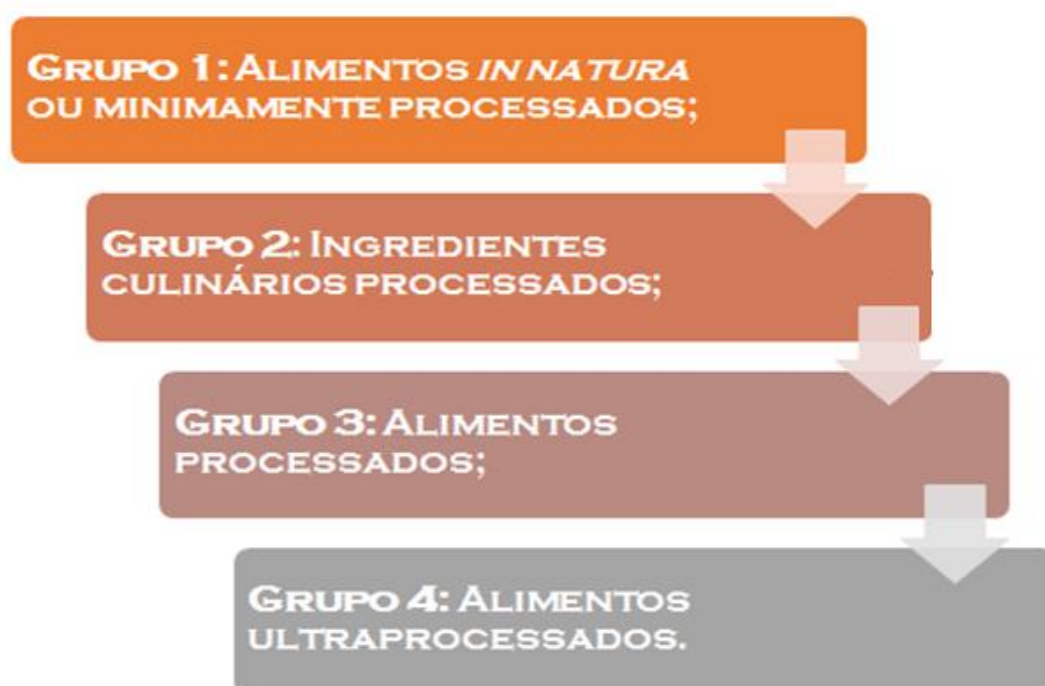 GRUPO 1: ALIMENTOS IN NATURA
OU MINIMAMENTE PROCESSADOS;
GRUPO 2: INGREDIENTES
CULINÁRIOS PROCESSADOS;
GRUPO 3: ALIMENTOS
PROCESSADOS;
GRUPO 4: ALIMENTOS
ULTRAPROCESSADOS.